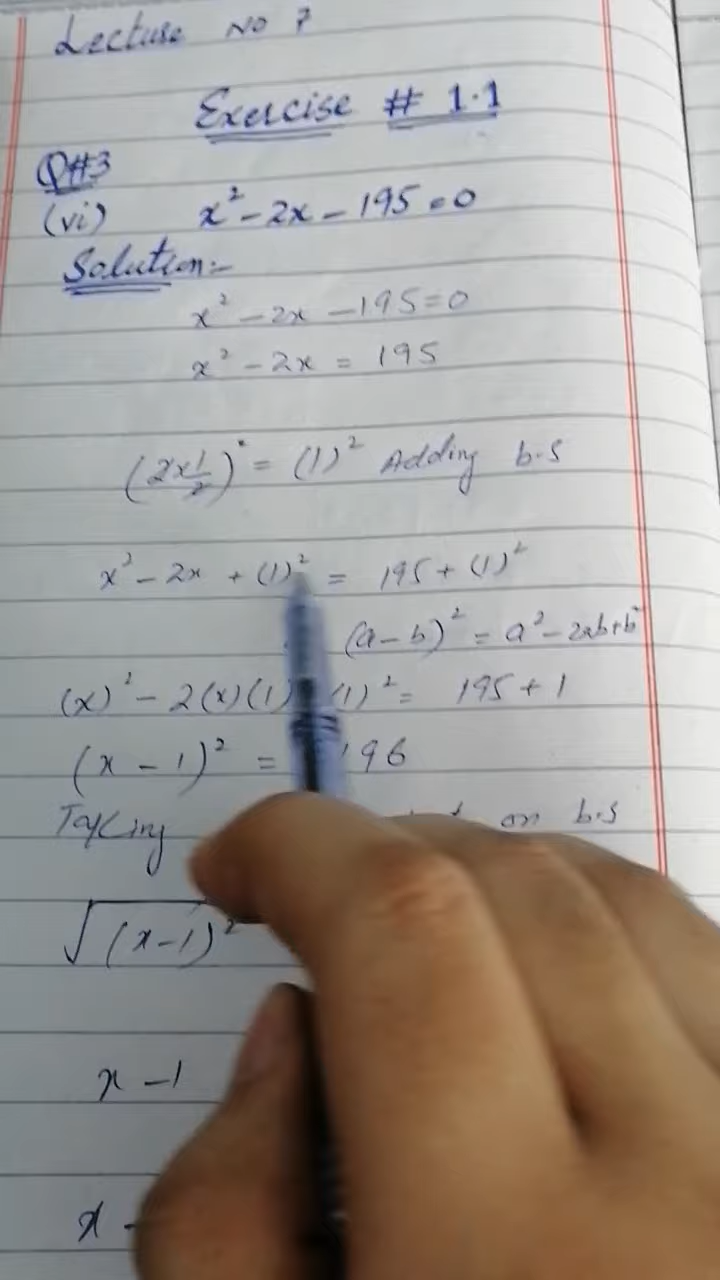 Lecture No 7
Exercise # 1.1
Q#3
(vi) x² - 2x - 195 = 0
Solution:-
x² - 2x - 195 = 0
x² - 2x = 195
(2x1/2)² = (1)² Adding b.s
x² - 2x + (1)² = 195 + (1)²
(a - b)² = a² - 2ab + b²
(x)² - 2(x)(1) (1)² = 195 + 1
(x - 1)² = 196
Taking on b.s
√(x-1)²
x - 1
x -